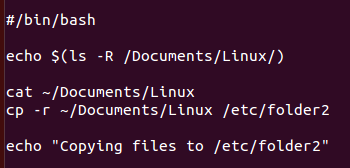 #/bin/bash
echo $(ls -R /Documents/Linux/)
cat ~/Documents/Linux
cp -r ~/Documents/Linux /etc/folder2
echo "Copying files to /etc/folder2"